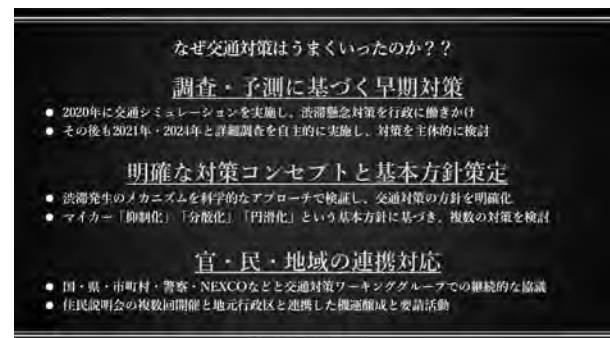 なぜ交通対策はうまくいったのか？？
調査・予測に基づく早期対策
● 2020年に交通シミュレーションを実施し、渋滞懸念対策を行政に働きかけ
● その後も2021年・2024年と詳細調査を自主的に実施し、対策を主体的に検討
明確な対策コンセプトと基本方針策定
● 渋滞発生のメカニズムを科学的なアプローチで検証し、交通対策の方針を明確化
● マイカー「抑制化」「分散化」「円滑化」という基本方針に基づき、複数の対策を検討
官・民・地域の連携対応
● 国・県・市町村・警察・NEXCOなどと交通対策ワーキンググループでの継続的な協議
● 住民説明会の複数回開催と地元行政区と連携した機運醸成と要請活動